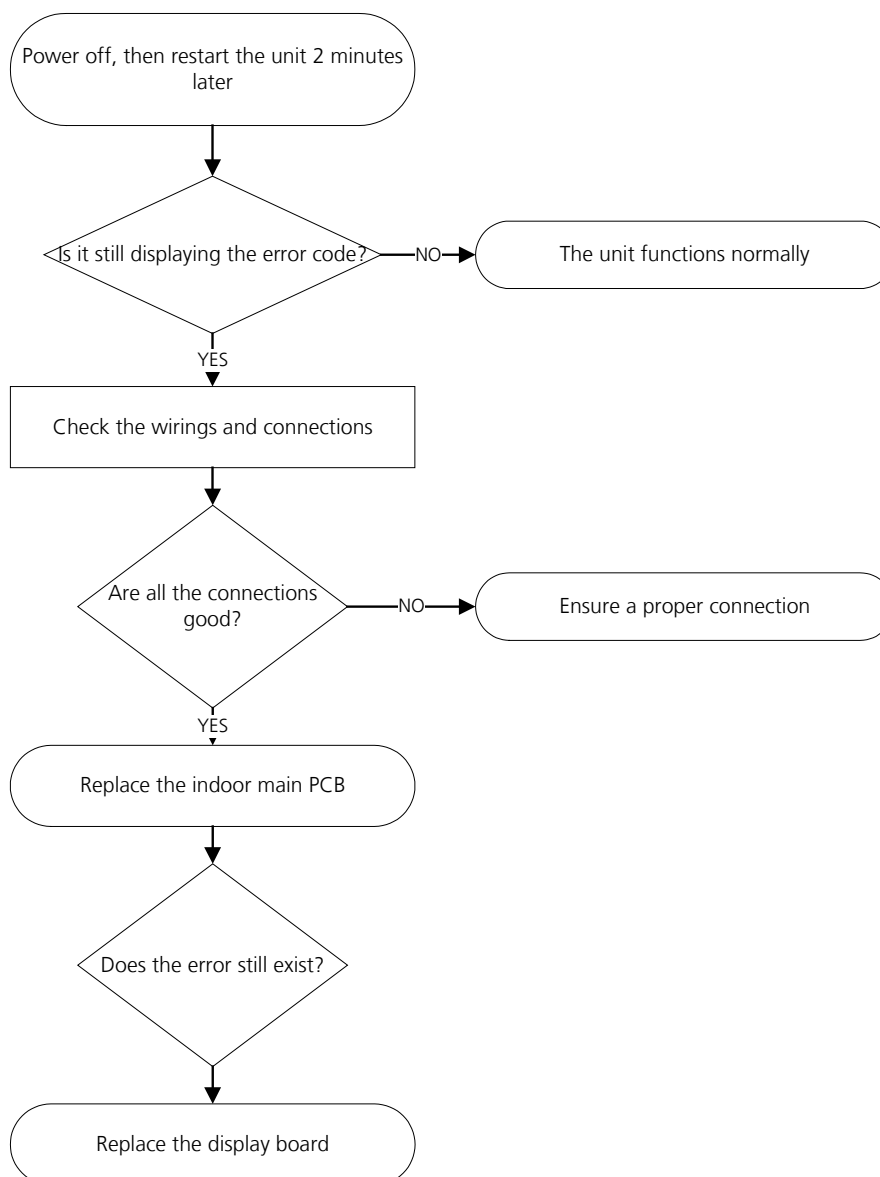 Power off, then restart the unit 2 minutes
later
Is it still displaying the error code?
NO
The unit functions normally
YES
Check the wirings and connections
Are all the connections
good?
NO
Ensure a proper connection
YES
Replace the indoor main PCB
Does the error still exist?
Replace the display board